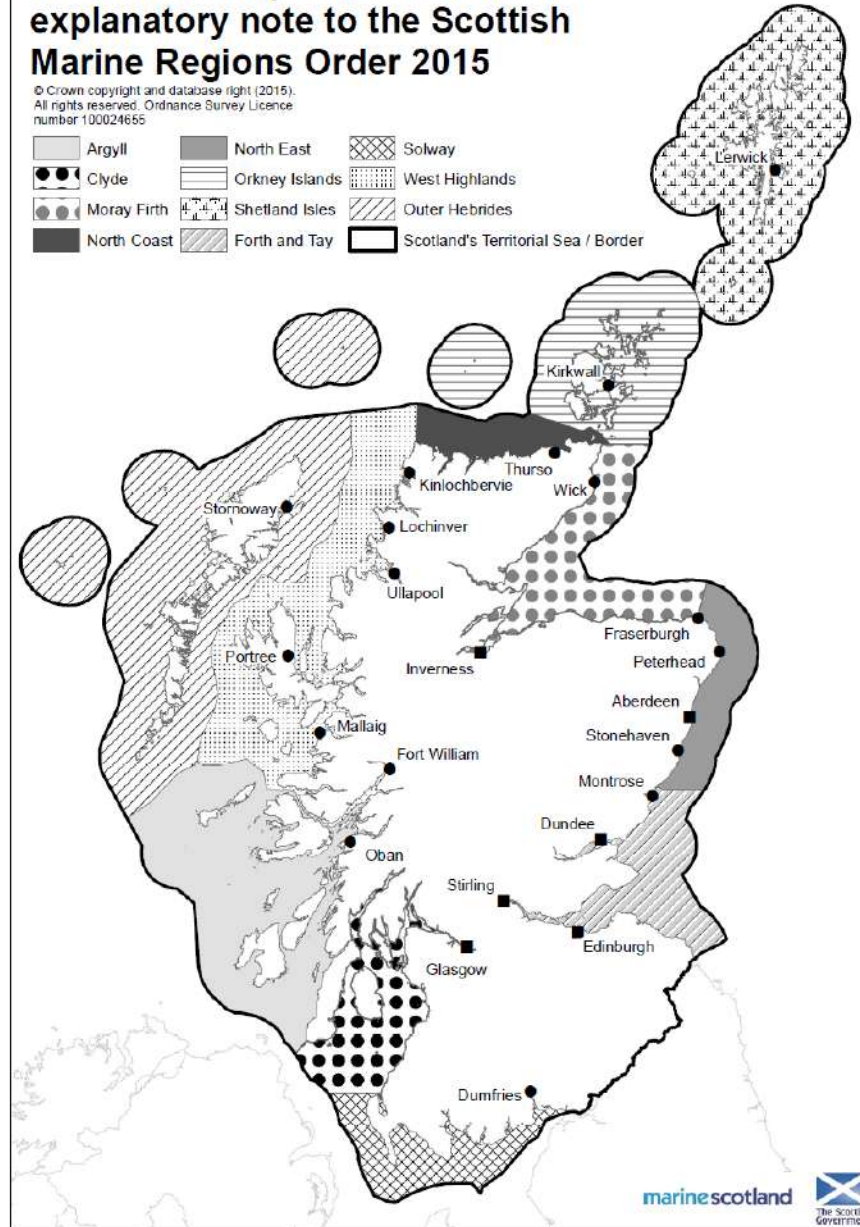 explanatory note to the Scottish
Marine Regions Order 2015
© Crown copyright and database right (2015).
All rights reserved. Ordnance Survey Licence
number 100024655
Argyll
North East
Solway
Clyde
Orkney Islands
West Highlands
Moray Firth
Shetland Isles
Outer Hebrides
North Coast
Forth and Tay
Scotland's Territorial Sea / Border
Lerwick
Kirkwall
Thurso
Kinlochbervie
Wick
Stornoway
Lochinver
Ullapool
Fraserburgh
Portree
Inverness
Peterhead
Aberdeen
Mallaig
Stonehaven
Fort William
Montrose
Dundee
Oban
Stirling
Edinburgh
Glasgow
Dumfries
marinescotland